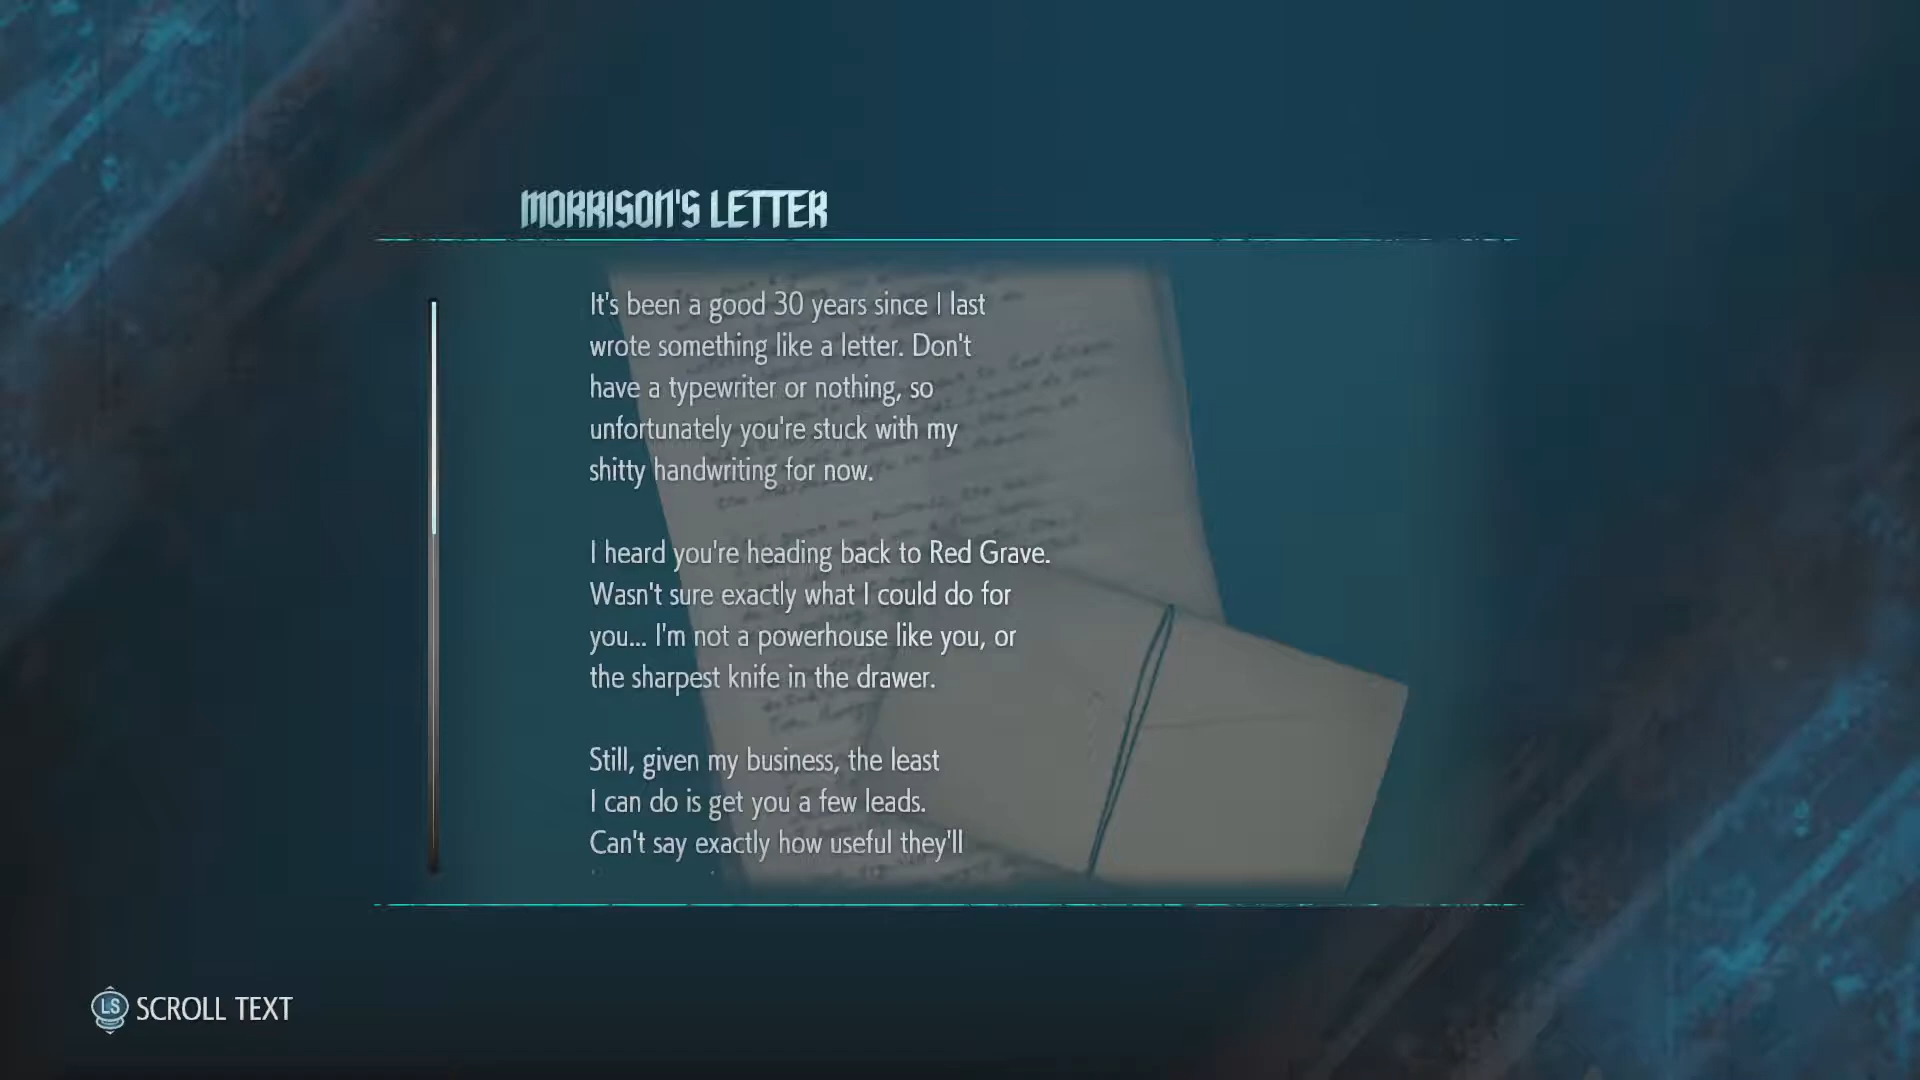 MORRISON'S LETTER
It's been a good 30 years since I last
wrote something like a letter. Don't
have a typewriter or nothing, so
unfortunately you're stuck with my
shitty handwriting for now.
I heard you're heading back to Red Grave.
Wasn't sure exactly what I could do for
you... I'm not a powerhouse like you, or
the sharpest knife in the drawer.
Still, given my business, the least
I can do is get you a few leads.
Can't say exactly how useful they'll
LS SCROLL TEXT